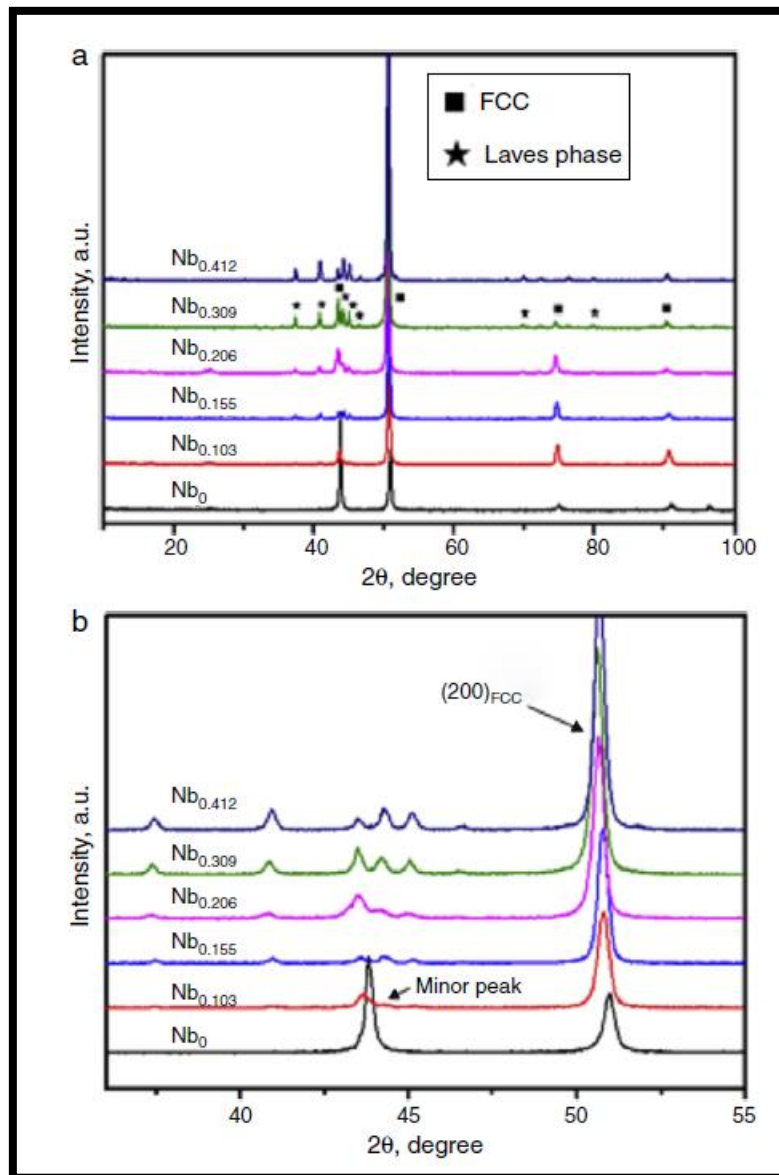 a
■ FCC
★ Laves phase
Intensity, a.u.
Nb0.412
Nb0.309
Nb0.206
Nb0.155
Nb0.103
Nb0
20 40 60 80 80 100
2θ, degree
b
(200)FCC
Intensity, a.u.
Nb0.412
Nb0.309
Nb0.206
Nb0.155
Nb0.103
Minor peak
Nb0
40 45 50 55
2θ, degree